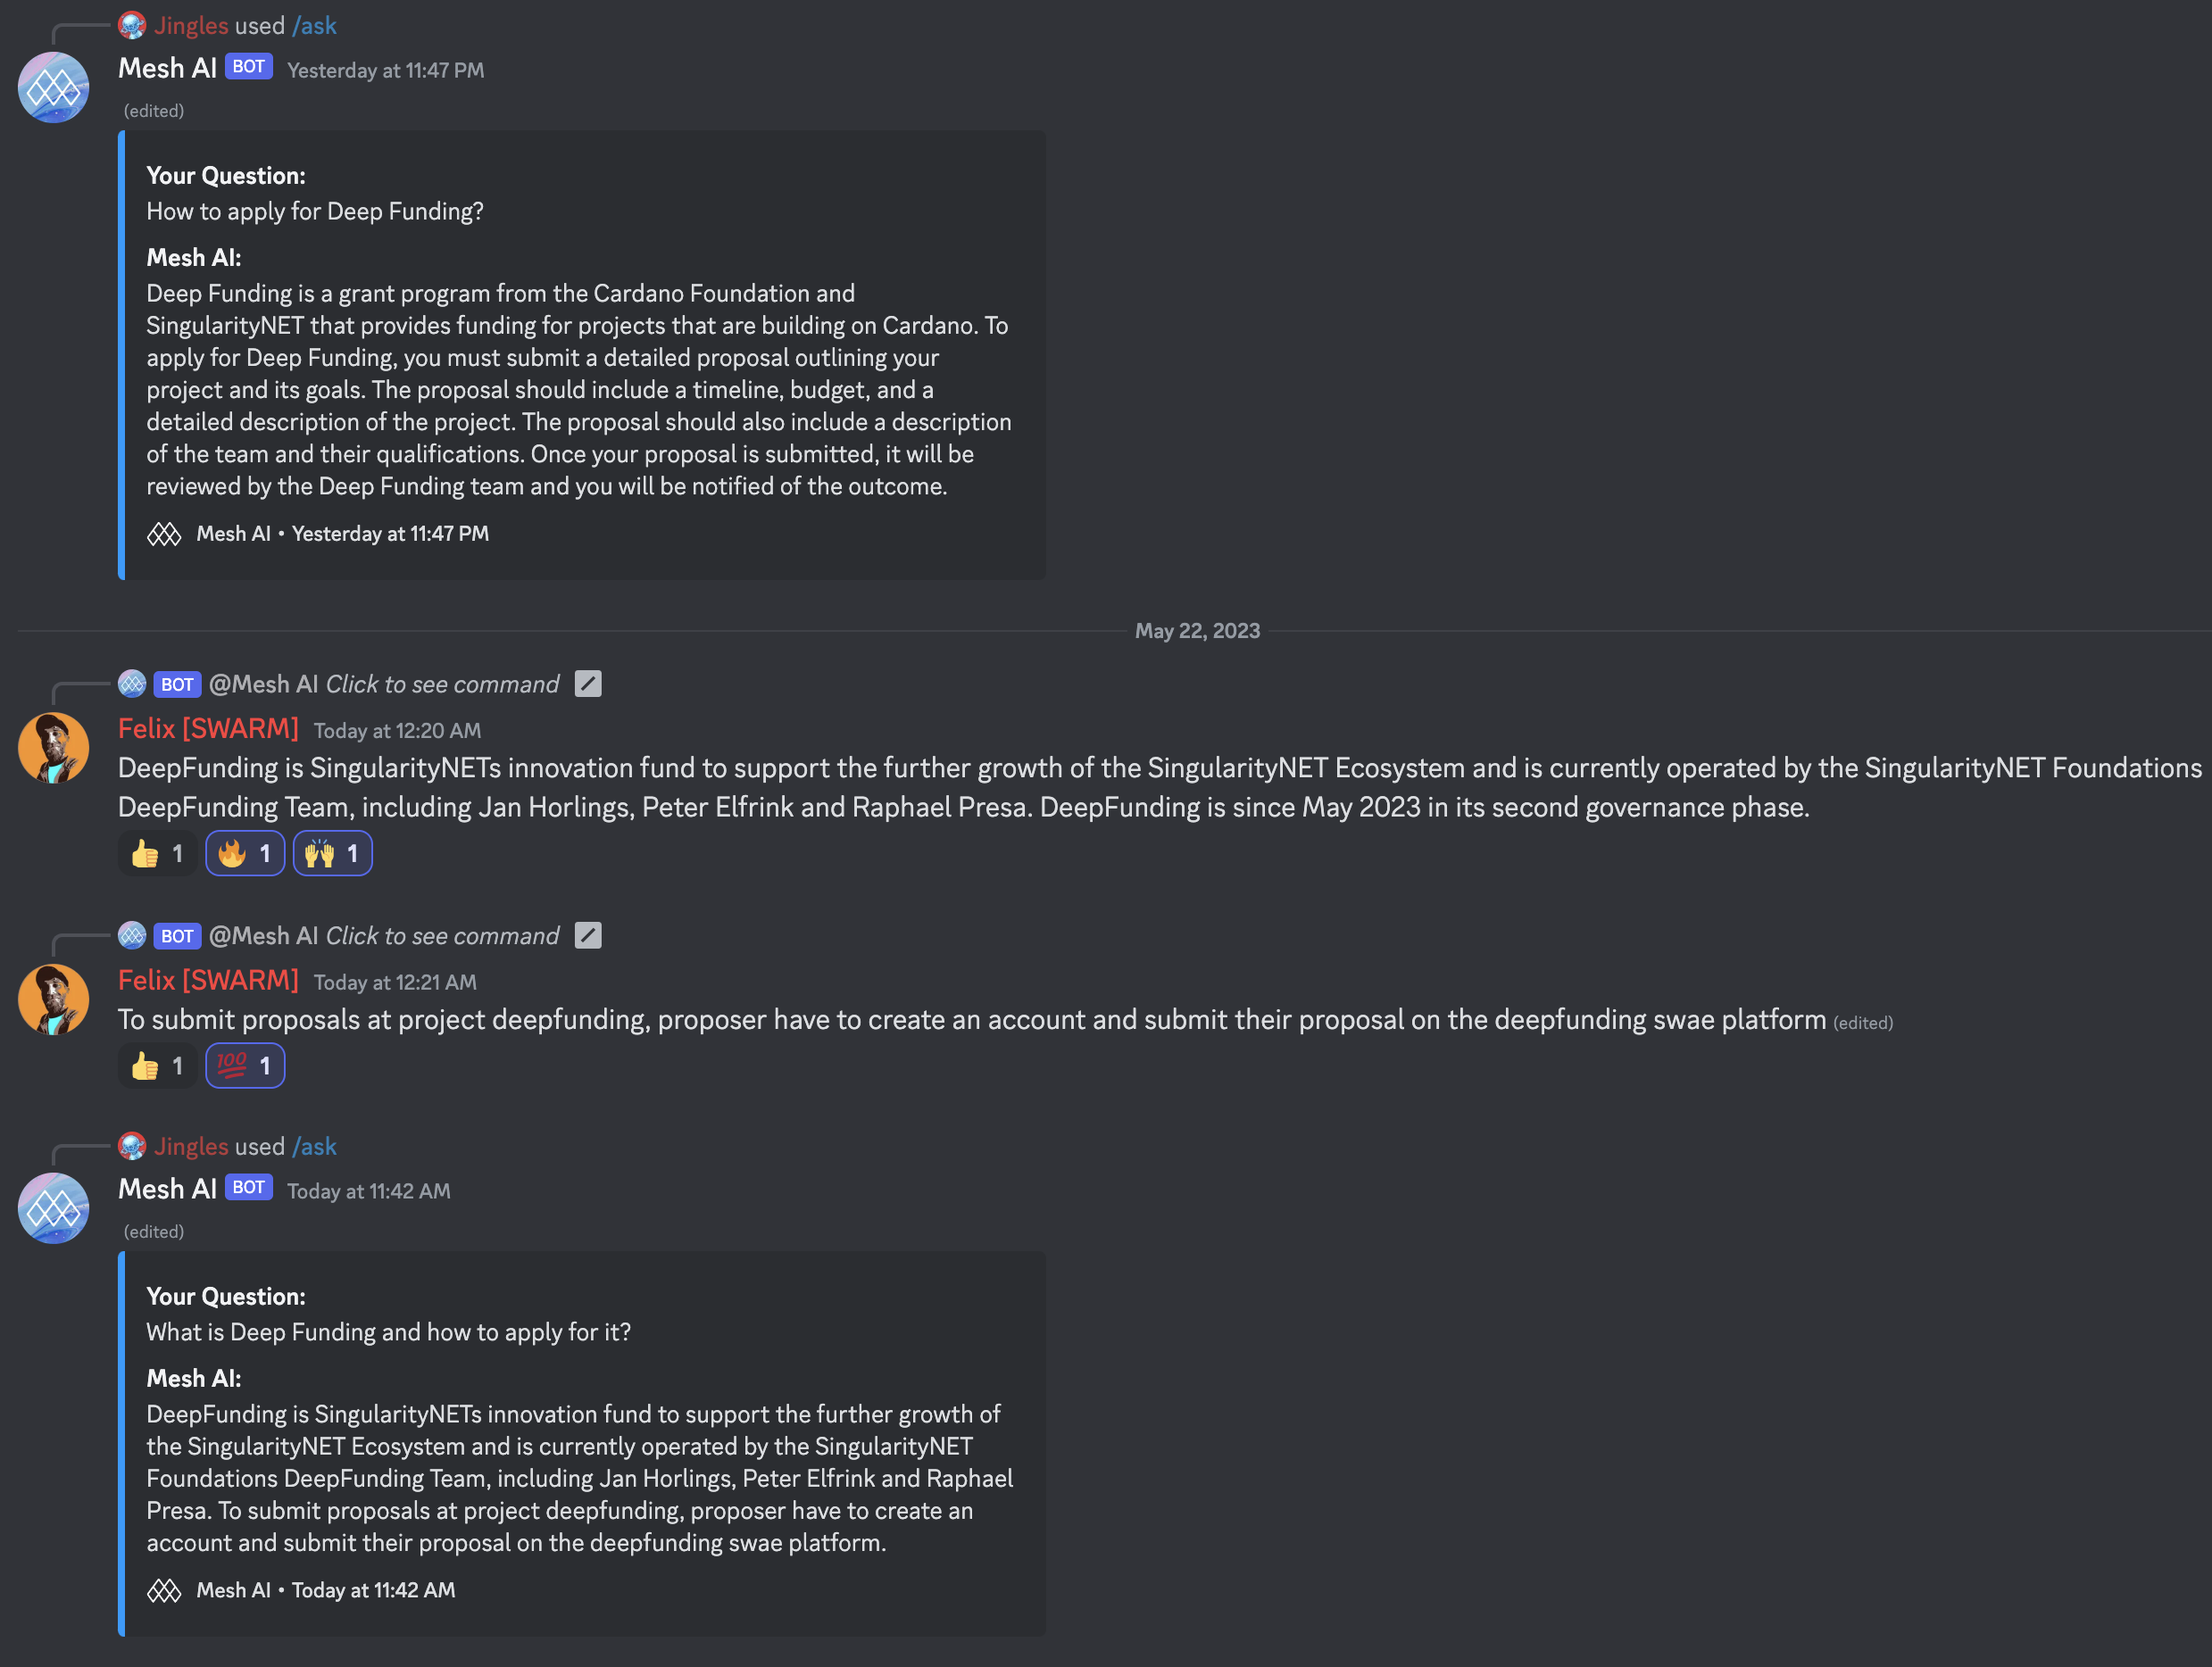 Jingles used /ask
Mesh AI BOT Yesterday at 11:47 PM
(edited)
Your Question:
How to apply for Deep Funding?
Mesh AI:
Deep Funding is a grant program from the Cardano Foundation and
SingularityNET that provides funding for projects that are building on Cardano. To
apply for Deep Funding, you must submit a detailed proposal outlining your
project and its goals. The proposal should include a timeline, budget, and a
detailed description of the project. The proposal should also include a description
of the team and their qualifications. Once your proposal is submitted, it will be
reviewed by the Deep Funding team and you will be notified of the outcome.
Mesh AI • Yesterday at 11:47 PM
May 22, 2023
BOT @Mesh AI Click to see command
Felix [SWARM] Today at 12:20 AM
DeepFunding is SingularityNETs innovation fund to support the further growth of the SingularityNET Ecosystem and is currently operated by the SingularityNET Foundations
DeepFunding Team, including Jan Horlings, Peter Elfrink and Raphael Presa. DeepFunding is since May 2023 in its second governance phase.
👍 1 🔥 1 🙌 1
BOT @Mesh AI Click to see command
Felix [SWARM] Today at 12:21 AM
To submit proposals at project deepfunding, proposer have to create an account and submit their proposal on the deepfunding swae platform (edited)
👍 1 💯 1
Jingles used /ask
Mesh AI BOT Today at 11:42 AM
(edited)
Your Question:
What is Deep Funding and how to apply for it?
Mesh AI:
DeepFunding is SingularityNETs innovation fund to support the further growth of
the SingularityNET Ecosystem and is currently operated by the SingularityNET
Foundations DeepFunding Team, including Jan Horlings, Peter Elfrink and Raphael
Presa. To submit proposals at project deepfunding, proposer have to create an
account and submit their proposal on the deepfunding swae platform.
Mesh AI • Today at 11:42 AM